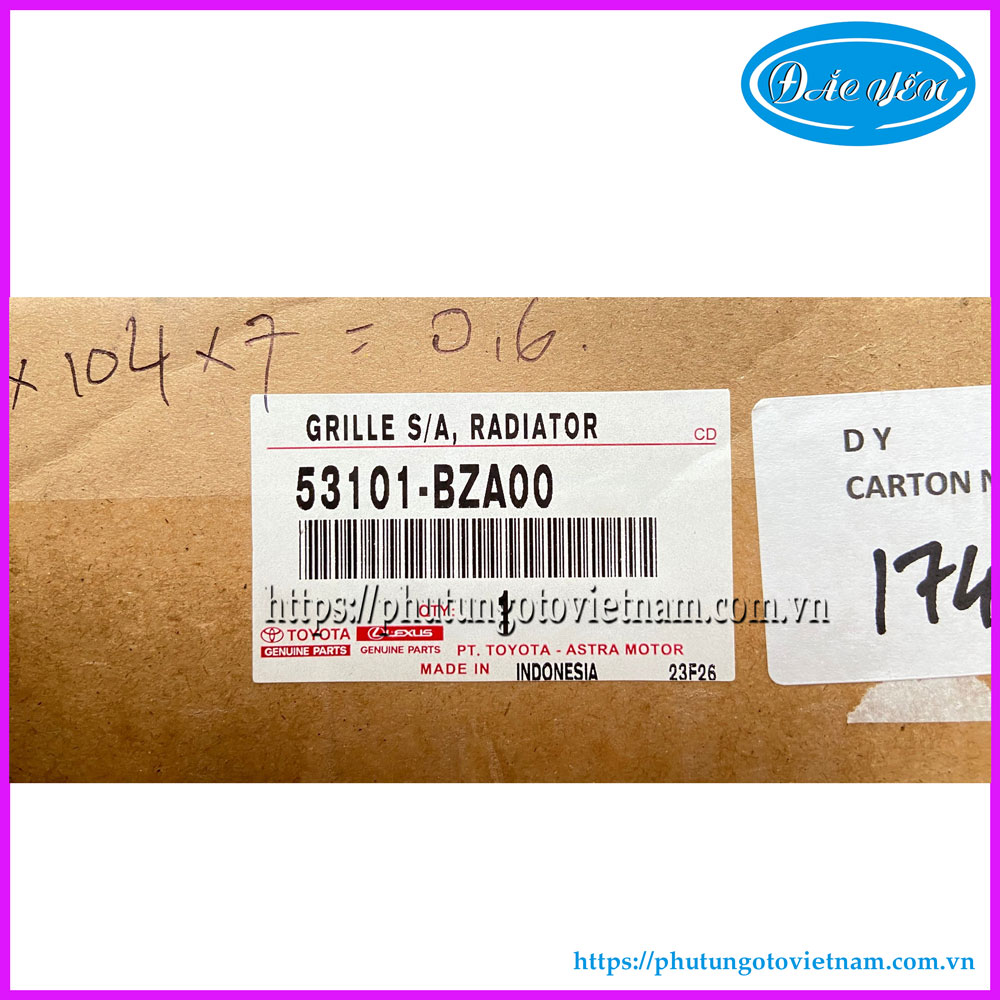 ĐẮC YẾN
x 104 x 7 = 0,6.
GRILLE S/A, RADIATOR
CD
53101-BZA00
https://phutungotovietnam.com.vn
QTY: 1
TOYOTA
GENUINE PARTS
LEXUS
GENUINE PARTS
PT. TOYOTA - ASTRA MOTOR
MADE IN INDONESIA 23F26
D Y
CARTON
174
https://phutungotovietnam.com.vn